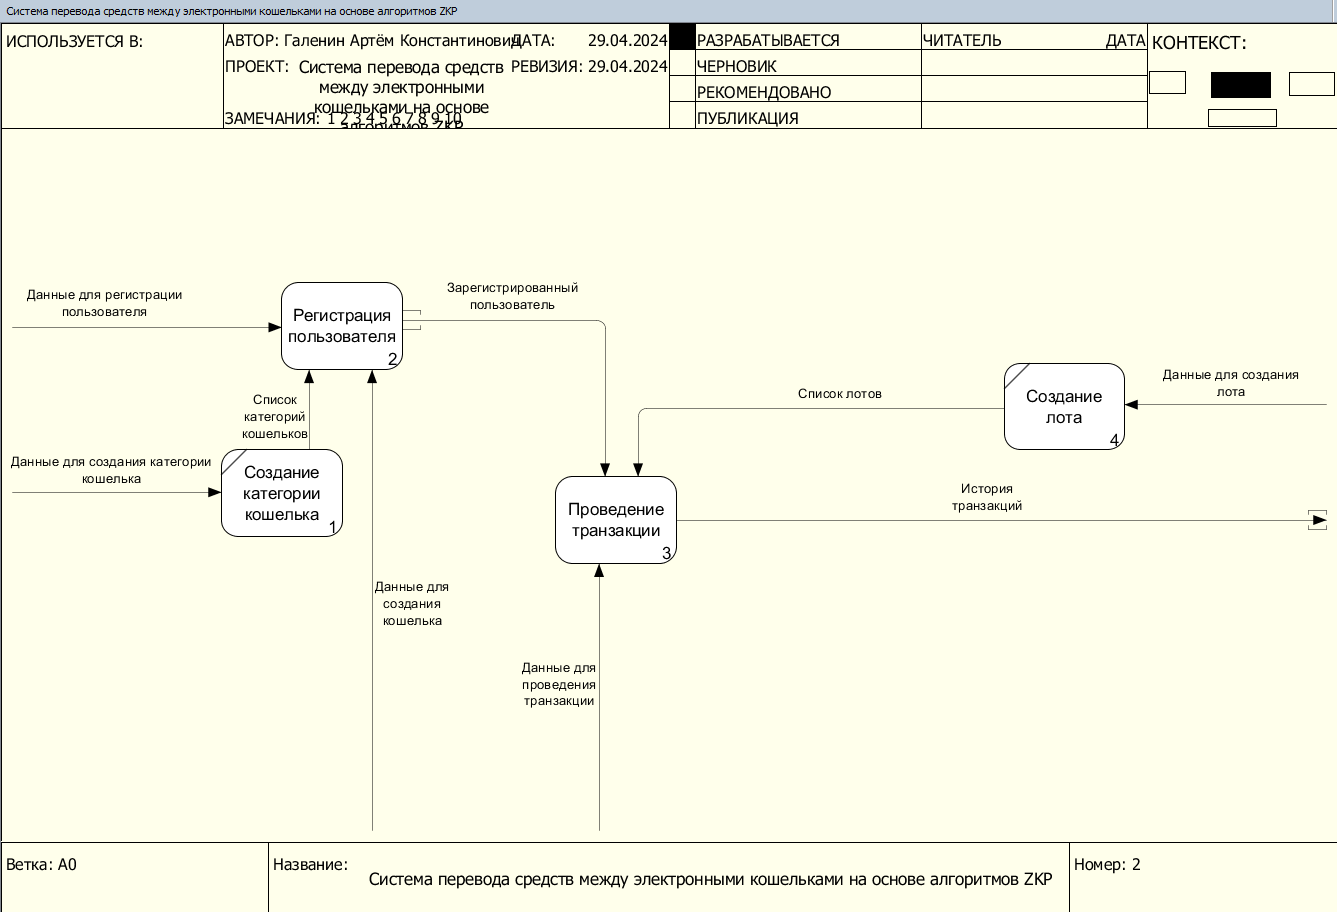 Система перевода средств между электронными кошельками на основе алгоритмов ZKP
ИСПОЛЬЗУЕТСЯ В:
АВТОР: Галенин Артём Константинович
ДАТА: 29.04.2024
ПРОЕКТ: Система перевода средств
между электронными
кошельками на основе
алгоритмов ZKP
РЕВИЗИЯ: 29.04.2024
ЗАМЕЧАНИЯ: 1 2 3 4 5 6 7 8 9 10
РАЗРАБАТЫВАЕТСЯ
ЧЕРНОВИК
РЕКОМЕНДОВАНО
ПУБЛИКАЦИЯ
ЧИТАТЕЛЬ
ДАТА
КОНТЕКСТ:
Данные для регистрации
пользователя
Регистрация
пользователя
2
Зарегистрированный
пользователь
Список
категорий
кошельков
Данные для создания категории
кошелька
Создание
категории
кошелька
1
Данные для
создания
кошелька
Список лотов
Создание
лота
4
Данные для создания
лота
Проведение
транзакции
3
История
транзакций
Данные для
проведения
транзакции
Ветка: A0
Название:
Система перевода средств между электронными кошельками на основе алгоритмов ZKP
Номер: 2